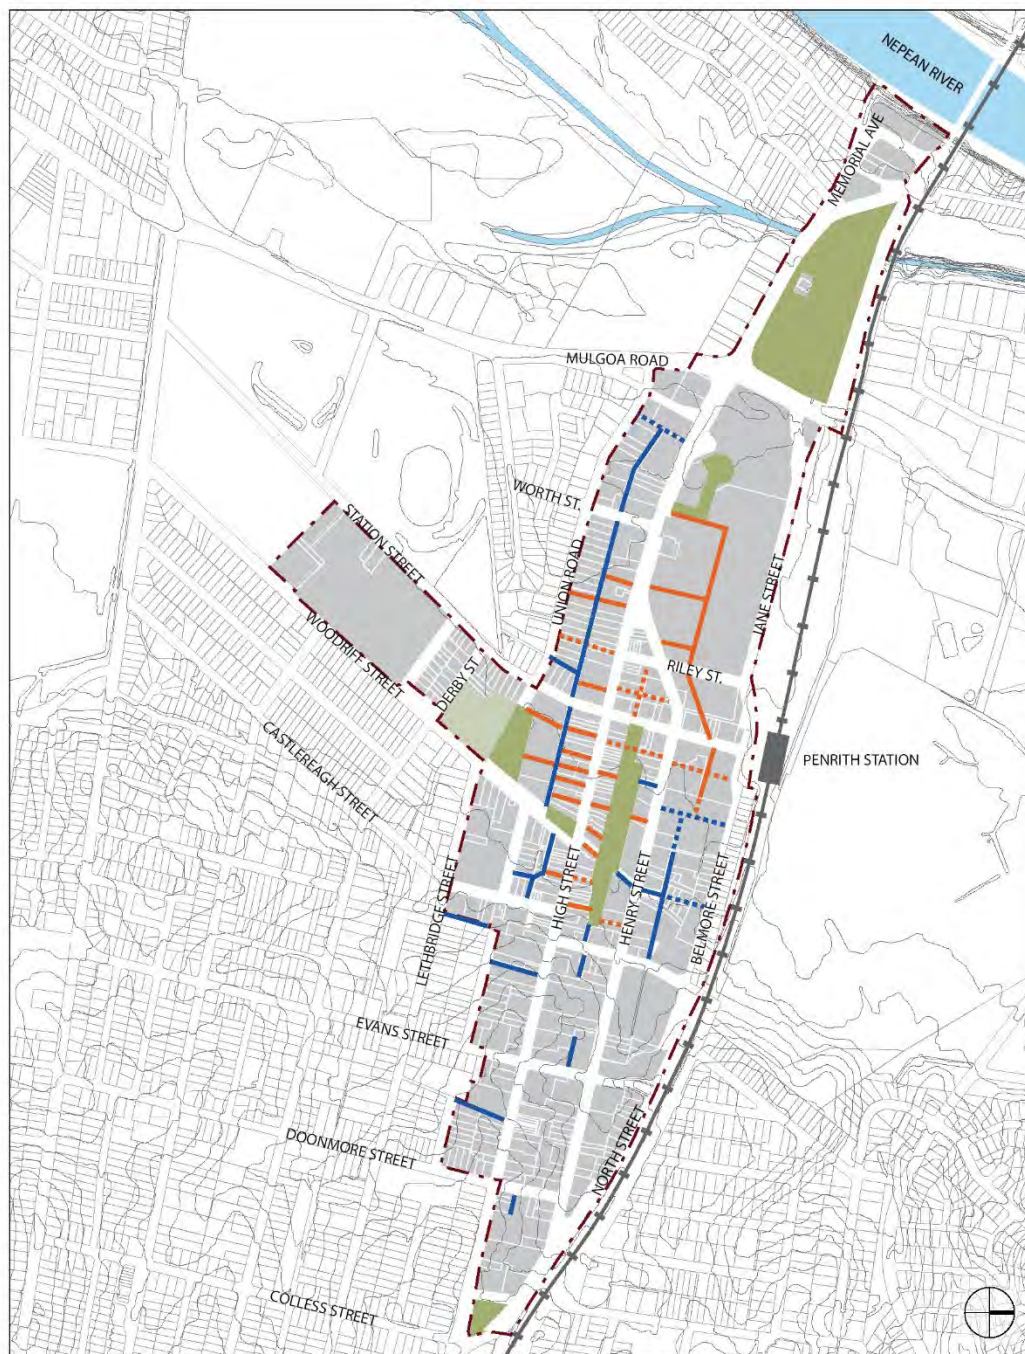 NEPEAN RIVER
MEMORIAL AVE
MULGOA ROAD
WORTH ST.
STATION STREET
UNION ROAD
JANE STREET
WOODRIFF STREET
DERBY ST
RILEY ST.
CASTLEREAGH STREET
PENRITH STATION
LETHBRIDGE STREET
HIGH STREET
HENRY STREET
BELMORE STREET
EVANS STREET
DOONMORE STREET
NORTH STREET
COLLESS STREET